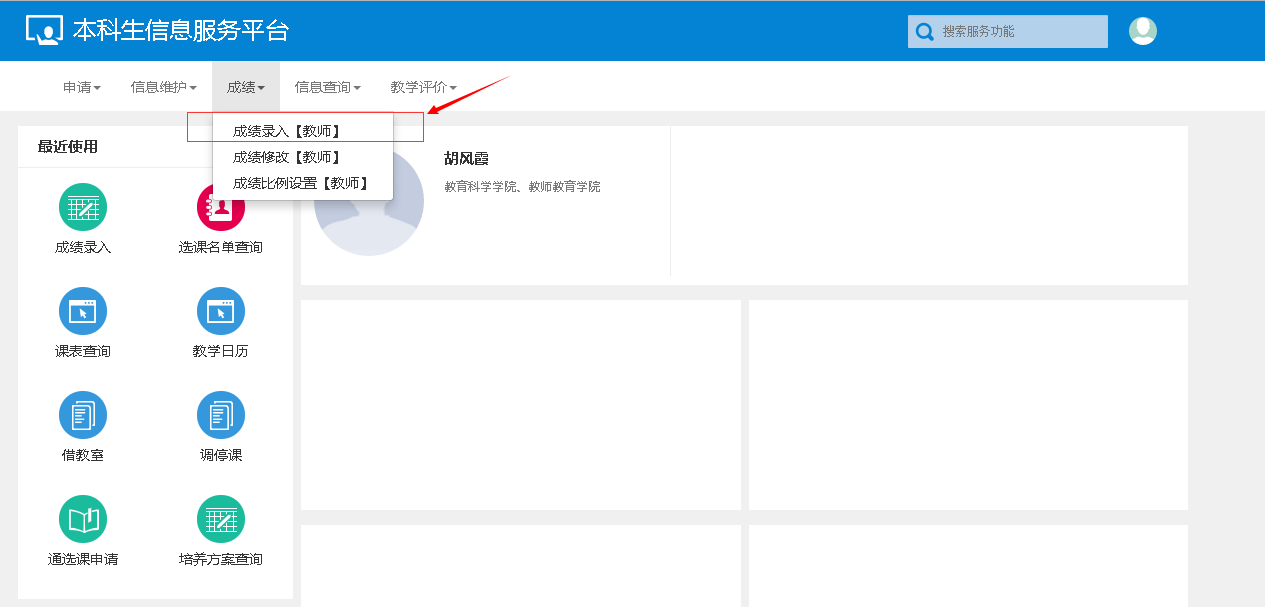 本科生信息服务平台
搜索服务功能
申请 信息维护 成绩 信息查询 教学评价
成绩录入【教师】
成绩修改【教师】
成绩比例设置【教师】
最近使用
成绩录入 选课名单查询
课表查询 教学日历
借教室 调停课
通选课申请 培养方案查询
胡风霞
教育科学学院、教师教育学院